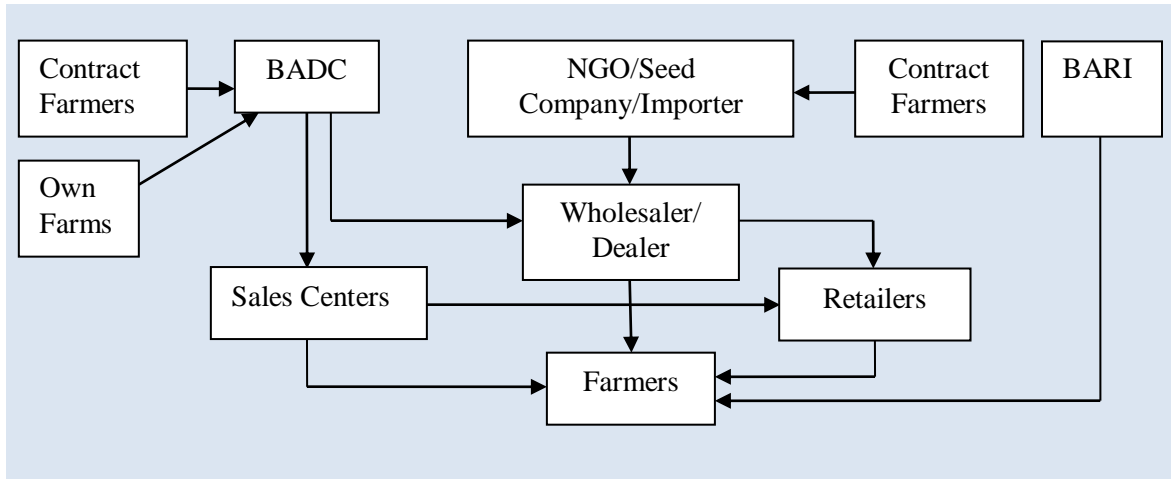 Contract
Farmers
BADC
NGO/Seed
Company/Importer
Contract
Farmers
BARI
Own
Farms
Wholesaler/
Dealer
Sales Centers
Retailers
Farmers